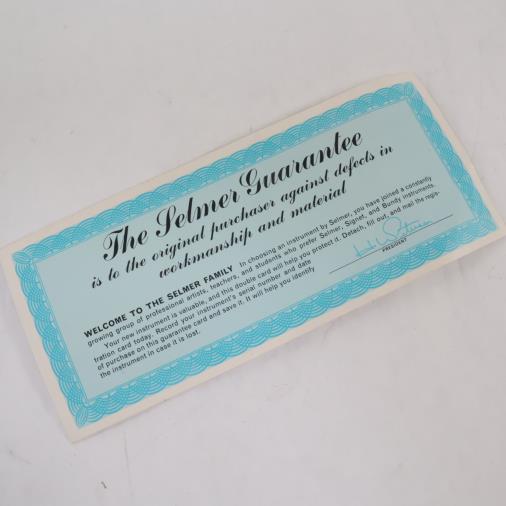 The Selmer Guarantee
is to the original purchaser against defects in
workmanship and material
WELCOME TO THE SELMER FAMILY In choosing an instrument by Selmer, you have joined a constantly
growing group of professional artists, teachers, and students who prefer Selmer, Signet, and Bundy instruments.
Your new instrument is valuable, and this double card will help you protect it. Detach, fill out, and mail the regis-
tration card today. Record your instrument's serial number and date
of purchase on this guarantee card and save it. It will help you identify
the instrument in case it is lost.
PRESIDENT